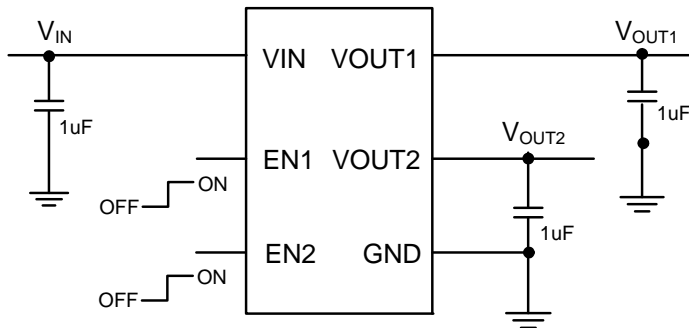 VIN VOUT1
VIN VOUT1
1uF 1uF
VOUT2
EN1 VOUT2
ON
OFF
1uF
EN2 GND
ON
OFF